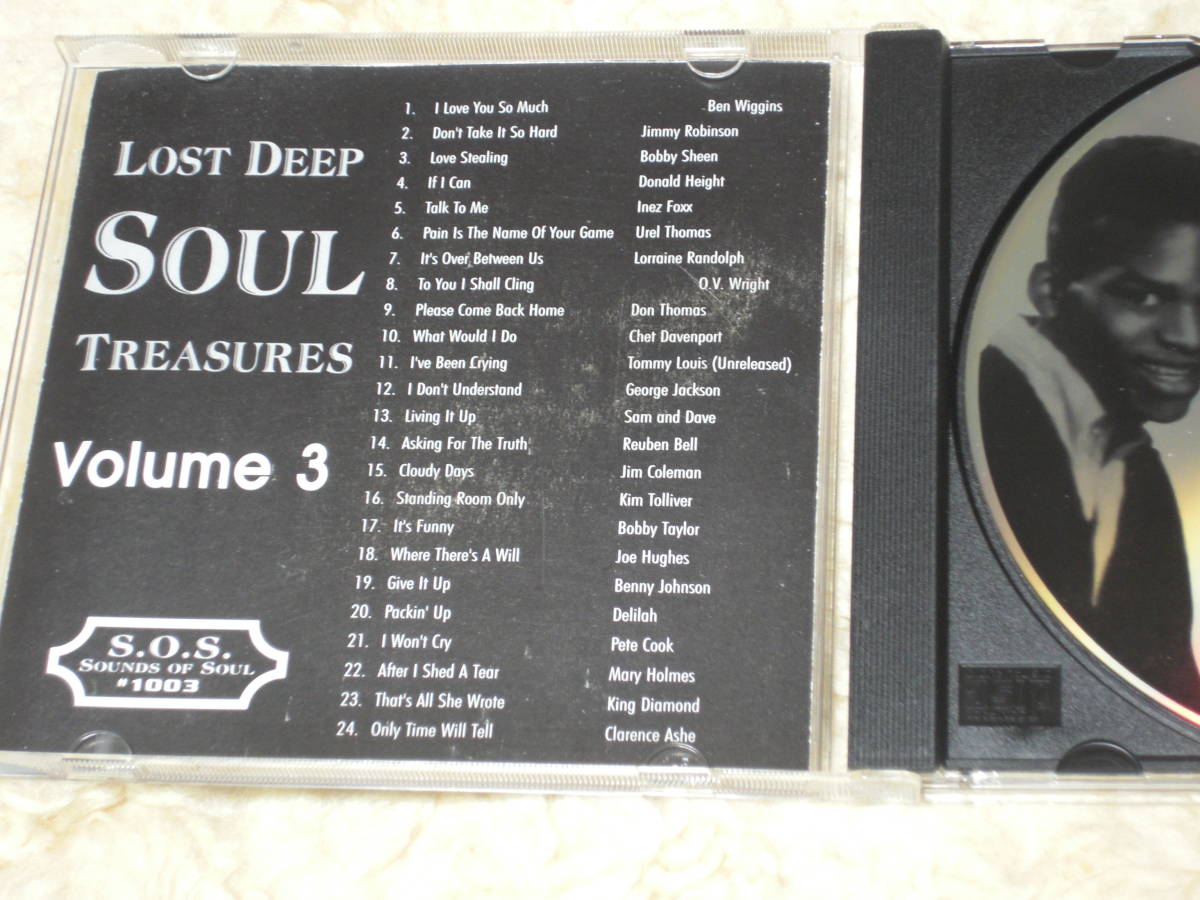 LOST DEEP
SOUL
TREASURES
Volume 3
S.O.S.
SOUNDS OF SOUL
#1003
1. I Love You So Much Ben Wiggins
2. Don't Take It So Hard Jimmy Robinson
3. Love Stealing Bobby Sheen
4. If I Can Donald Height
5. Talk To Me Inez Foxx
6. Pain Is The Name Of Your Game Urel Thomas
7. It's Over Between Us Lorraine Randolph
8. To You I Shall Cling O.V. Wright
9. Please Come Back Home Don Thomas
10. What Would I Do Chet Davenport
11. I've Been Crying Tommy Louis (Unreleased)
12. I Don't Understand George Jackson
13. Living It Up Sam and Dave
14. Asking For The Truth Reuben Bell
15. Cloudy Days Jim Coleman
16. Standing Room Only Kim Tolliver
17. It's Funny Bobby Taylor
18. Where There's A Will Joe Hughes
19. Give It Up Benny Johnson
20. Packin' Up Delilah
21. I Won't Cry Pete Cook
22. After I Shed A Tear Mary Holmes
23. That's All She Wrote King Diamond
24. Only Time Will Tell Clarence Ashe